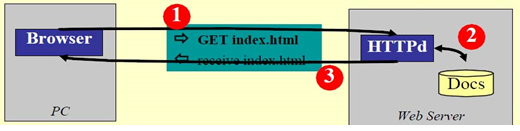 1
Browser
GET index.html
HTTPd
2
receive index.html
3
Docs
PC
Web Server